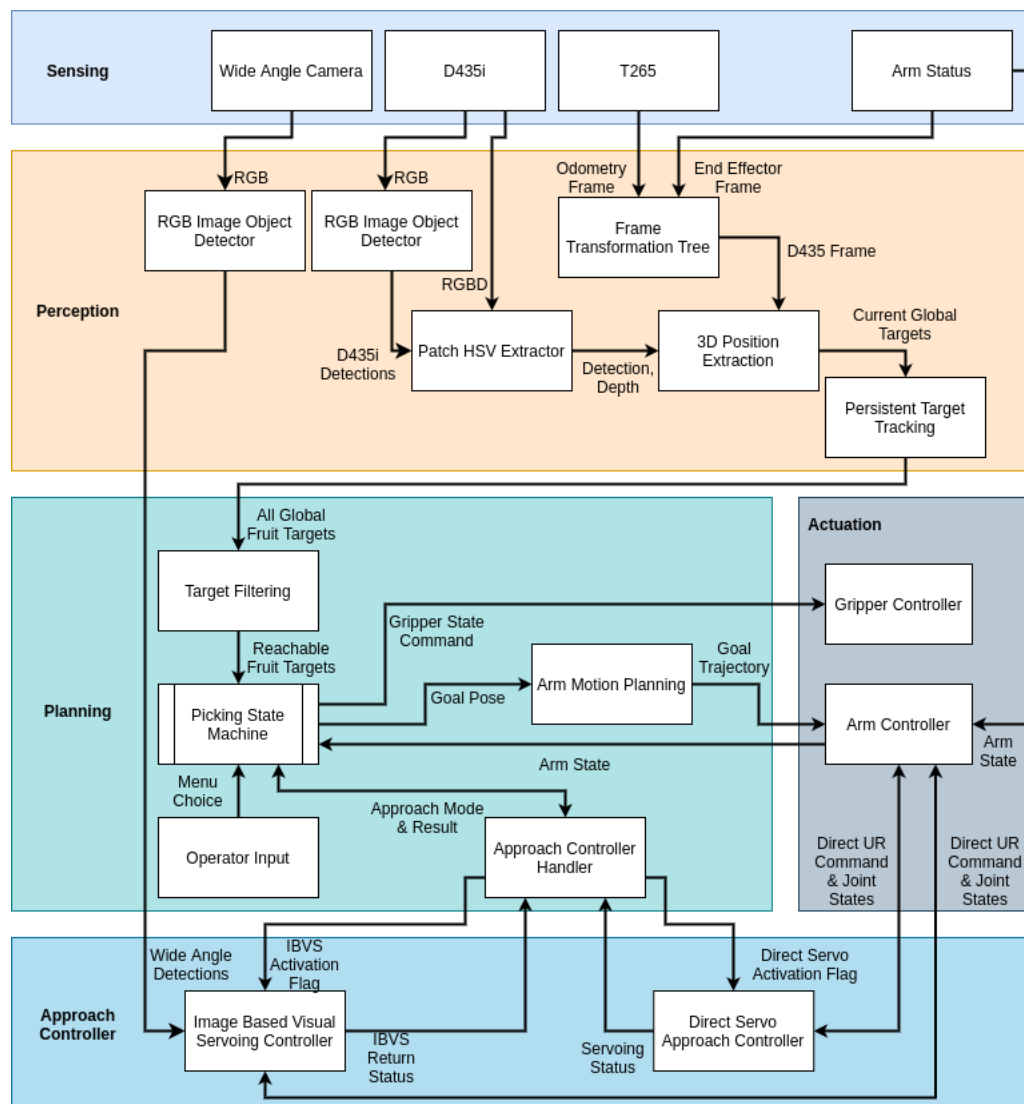 Sensing
Wide Angle Camera
D435i
T265
Arm Status
RGB
RGB
Odometry
Frame
End Effector
Frame
RGB Image Object
Detector
RGB Image Object
Detector
Frame
Transformation Tree
D435 Frame
RGBD
Perception
D435i
Detections
Patch HSV Extractor
Detection,
Depth
3D Position
Extraction
Current Global
Targets
Persistent Target
Tracking
All Global
Fruit Targets
Actuation
Target Filtering
Gripper State
Command
Gripper Controller
Reachable
Fruit Targets
Planning
Picking State
Machine
Goal Pose
Arm Motion Planning
Goal
Trajectory
Arm Controller
Arm
State
Arm State
Menu
Choice
Approach Mode
& Result
Operator Input
Approach Controller
Handler
Direct UR
Command
& Joint
States
Direct UR
Command
& Joint
States
Wide Angle
Detections
IBVS
Activation
Flag
Direct Servo
Activation Flag
Approach
Controller
Image Based Visual
Servoing Controller
IBVS
Return
Status
Servoing
Status
Direct Servo
Approach Controller